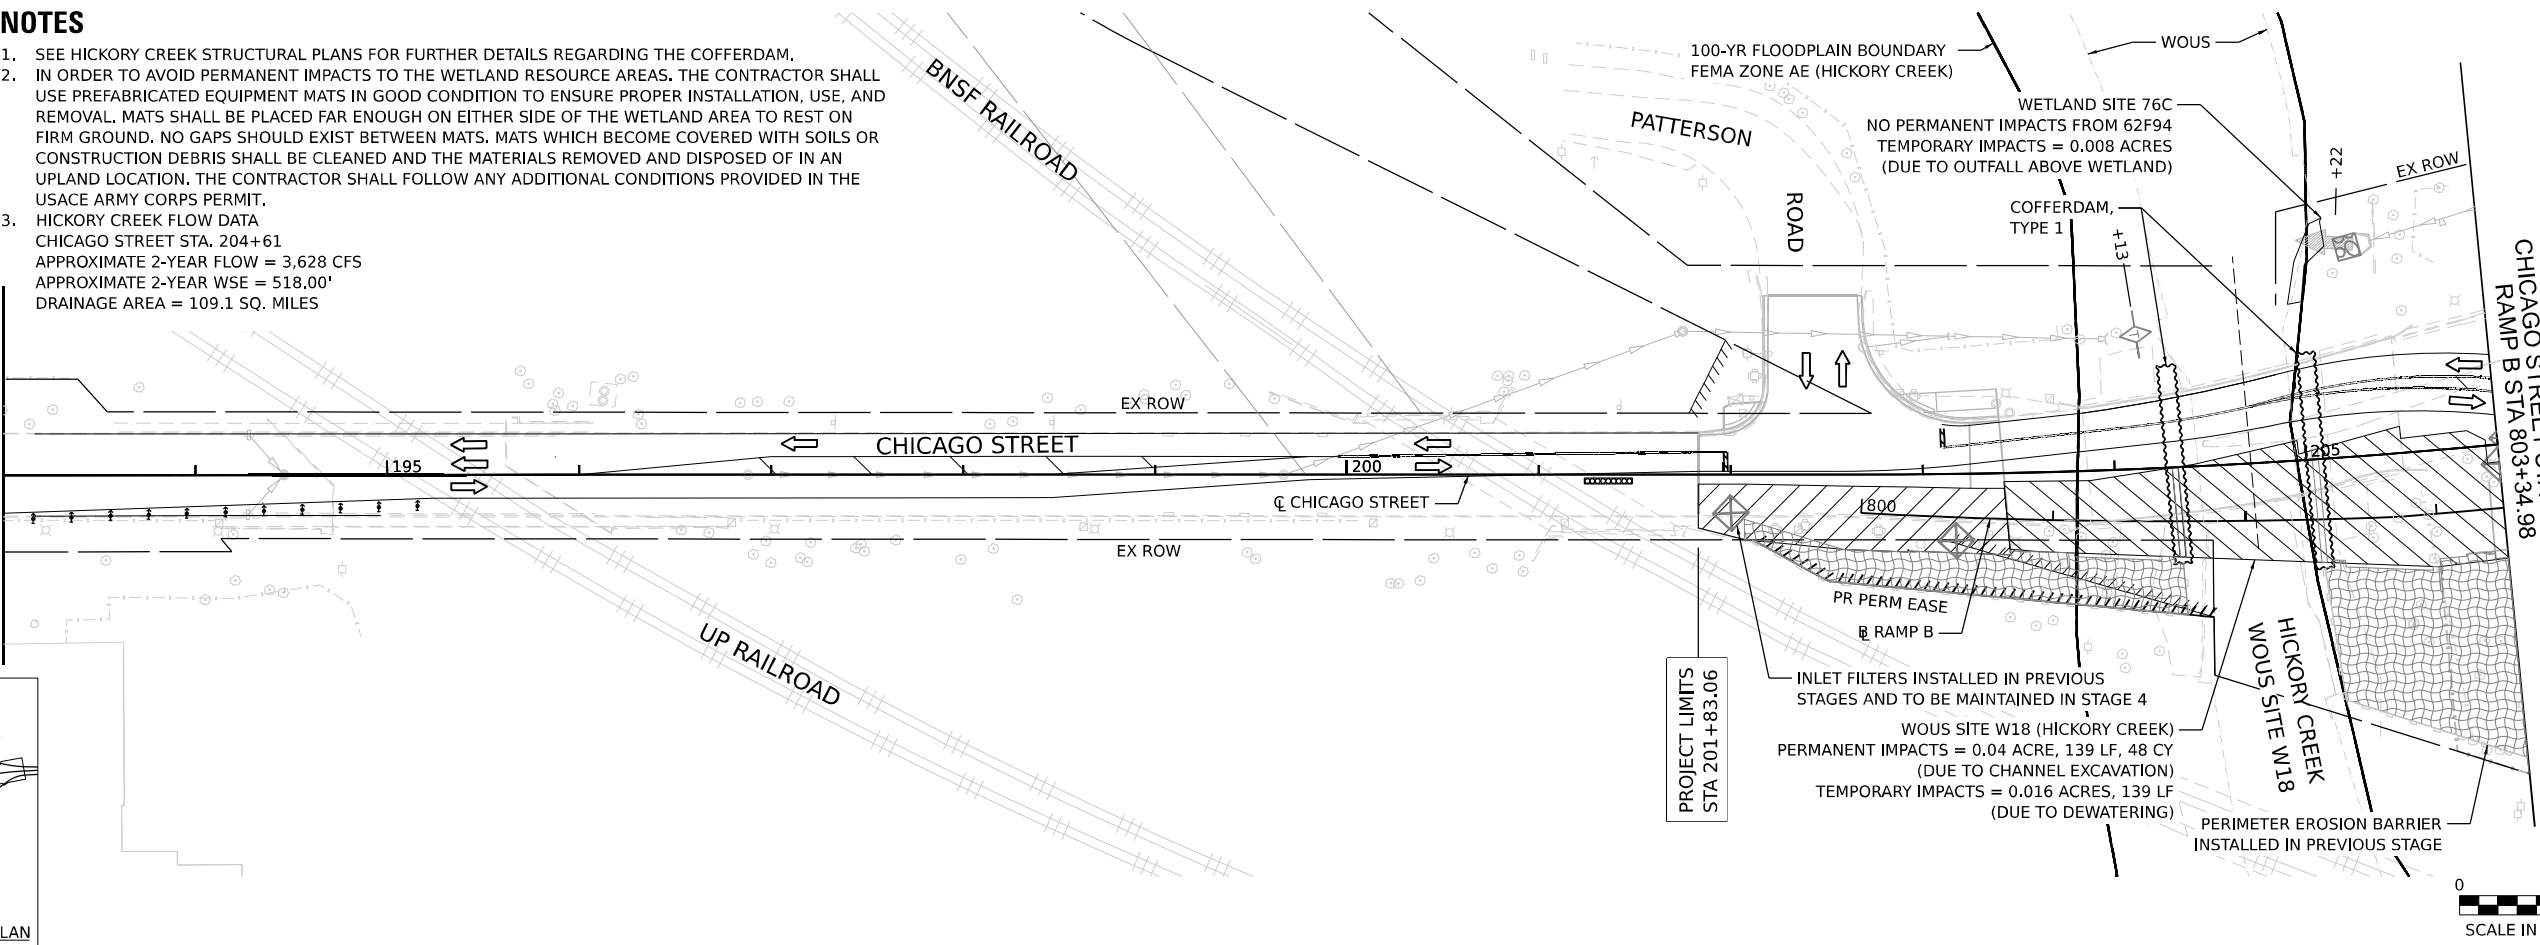 NOTES
1. SEE HICKORY CREEK STRUCTURAL PLANS FOR FURTHER DETAILS REGARDING THE COFFERDAM.
2. IN ORDER TO AVOID PERMANENT IMPACTS TO THE WETLAND RESOURCE AREAS. THE CONTRACTOR SHALL
USE PREFABRICATED EQUIPMENT MATS IN GOOD CONDITION TO ENSURE PROPER INSTALLATION, USE, AND
REMOVAL. MATS SHALL BE PLACED FAR ENOUGH ON EITHER SIDE OF THE WETLAND AREA TO REST ON
FIRM GROUND. NO GAPS SHOULD EXIST BETWEEN MATS. MATS WHICH BECOME COVERED WITH SOILS OR
CONSTRUCTION DEBRIS SHALL BE CLEANED AND THE MATERIALS REMOVED AND DISPOSED OF IN AN
UPLAND LOCATION. THE CONTRACTOR SHALL FOLLOW ANY ADDITIONAL CONDITIONS PROVIDED IN THE
USACE ARMY CORPS PERMIT.
3. HICKORY CREEK FLOW DATA
CHICAGO STREET STA. 204+61
APPROXIMATE 2-YEAR FLOW = 3,628 CFS
APPROXIMATE 2-YEAR WSE = 518.00'
DRAINAGE AREA = 109.1 SQ. MILES
BNSF RAILROAD
100-YR FLOODPLAIN BOUNDARY
FEMA ZONE AE (HICKORY CREEK)
WOUS
PATTERSON
ROAD
WETLAND SITE 76C
NO PERMANENT IMPACTS FROM 62F94
TEMPORARY IMPACTS = 0.008 ACRES
(DUE TO OUTFALL ABOVE WETLAND)
COFFERDAM,
TYPE 1
+13
+22
EX ROW
CHICAGO STREET
RAMP B STA 803+34.98
EX ROW
CHICAGO STREET
195
200
205
℄ CHICAGO STREET
800
EX ROW
PR PERM EASE
B RAMP B
UP RAILROAD
PROJECT LIMITS
STA 201+83.06
INLET FILTERS INSTALLED IN PREVIOUS
STAGES AND TO BE MAINTAINED IN STAGE 4
WOUS SITE W18 (HICKORY CREEK)
PERMANENT IMPACTS = 0.04 ACRE, 139 LF, 48 CY
(DUE TO CHANNEL EXCAVATION)
TEMPORARY IMPACTS = 0.016 ACRES, 139 LF
(DUE TO DEWATERING)
HICKORY CREEK
WOUS SITE W18
PERIMETER EROSION BARRIER
INSTALLED IN PREVIOUS STAGE
0
SCALE IN
LAN